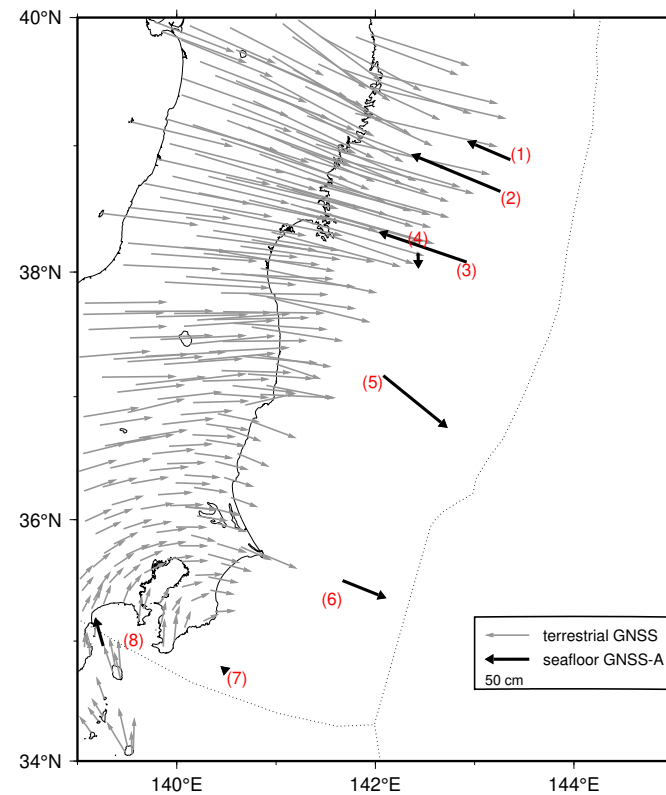 40°N
(1)
(2)
(4)
(3)
38°N
(5)
36°N
(6)
terrestrial GNSS
(8)
seafloor GNSS-A
(7)
50 cm
34°N
140°E
142°E
144°E